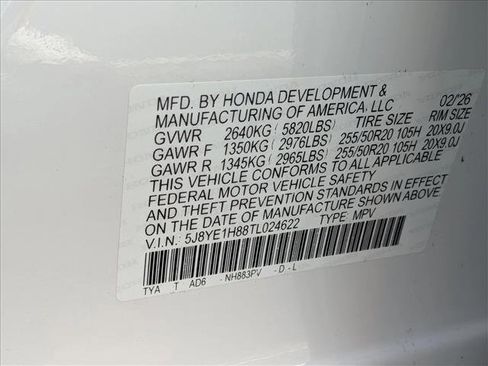 MFD. BY HONDA DEVELOPMENT &
MANUFACTURING OF AMERICA, LLC 02/26
GVWR 2640KG (5820LBS) TIRE SIZE RIM SIZE
GAWR F 1350KG (2976LBS) 255/50R20 105H 20X9.0J
GAWR R 1345KG (2965LBS) 255/50R20 105H 20X9.0J
THIS VEHICLE CONFORMS TO ALL APPLICABLE
FEDERAL MOTOR VEHICLE SAFETY
AND THEFT PREVENTION STANDARDS IN EFFECT
ON THE DATE OF MANUFACTURE SHOWN ABOVE.
V.I.N.: 5J8YE1H88TL024622 TYPE: MPV
TYA T AD6 - NH883PV - D - L